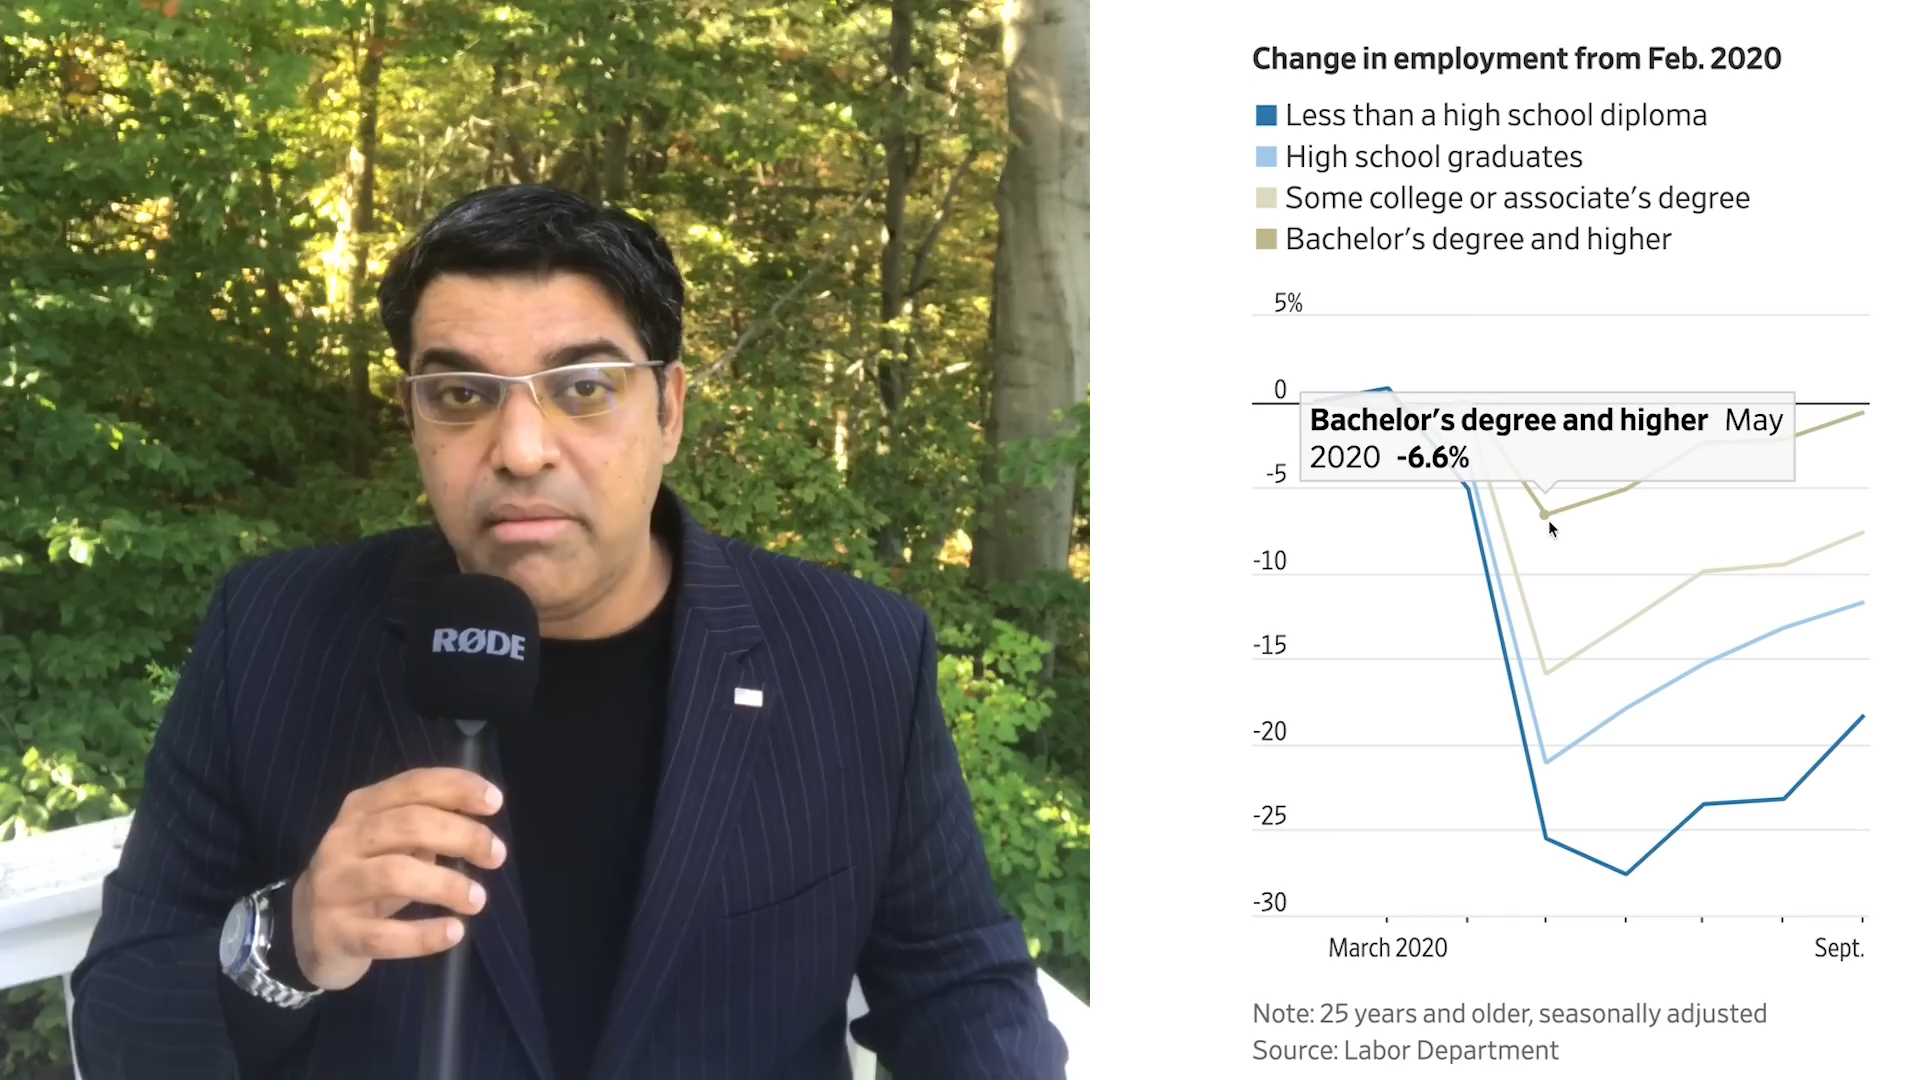 RØDE
Change in employment from Feb. 2020
Less than a high school diploma
High school graduates
Some college or associate's degree
Bachelor's degree and higher
5%
0
Bachelor's degree and higher May
2020 -6.6%
-5
-10
-15
-20
-25
-30
March 2020
Sept.
Note: 25 years and older, seasonally adjusted
Source: Labor Department